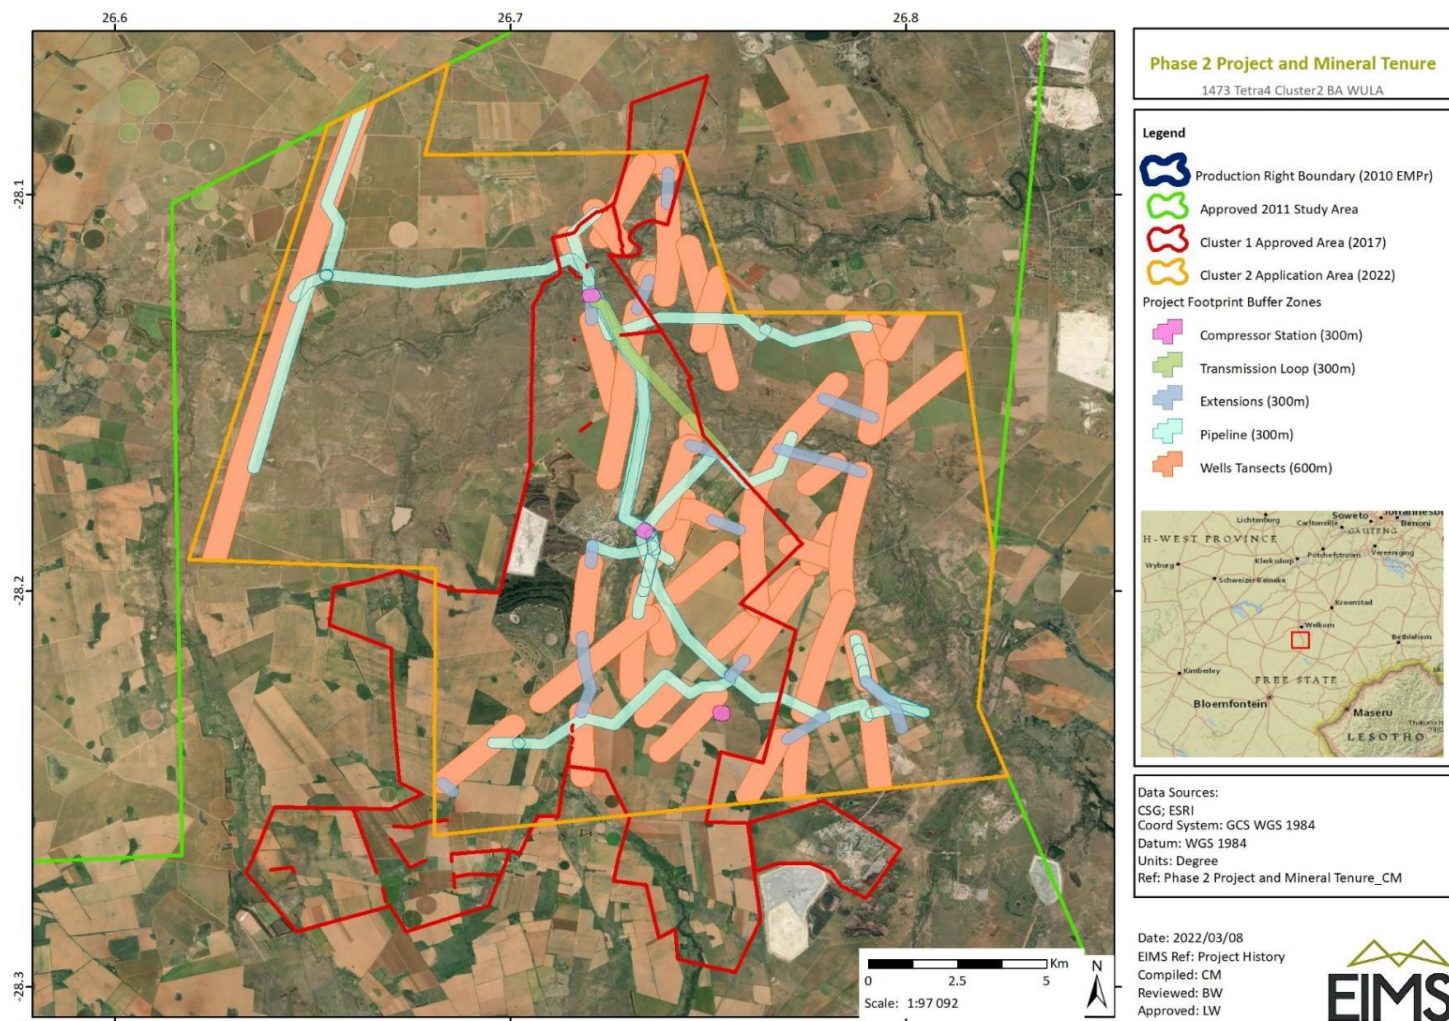 26.6
26.7
26.8
-28.1
-28.2
-28.3
Km
0
2.5
5
Scale: 1:97 092
N
Phase 2 Project and Mineral Tenure
1473 Tetra4 Cluster2 BA WULA
Legend
Production Right Boundary (2010 EMPr)
Approved 2011 Study Area
Cluster 1 Approved Area (2017)
Cluster 2 Application Area (2022)
Project Footprint Buffer Zones
Compressor Station (300m)
Transmission Loop (300m)
Extensions (300m)
Pipeline (300m)
Wells Tansects (600m)
Lichtenburg
Carltonville
Soweto
Benoni
GAUTENG
H-WEST PROVINCE
Potchefstroom
Vereeniging
Klerksdorp
Vryburg
Schweizer-Reineke
Kroonstad
Welkom
Bethlehem
Kimberley
FREE STATE
Bloemfontein
Maseru
LESOTHO
Data Sources:
CSG; ESRI
Coord System: GCS WGS 1984
Datum: WGS 1984
Units: Degree
Ref: Phase 2 Project and Mineral Tenure_CM
Date: 2022/03/08
EIMS Ref: Project History
Compiled: CM
Reviewed: BW
Approved: LW
EIMS